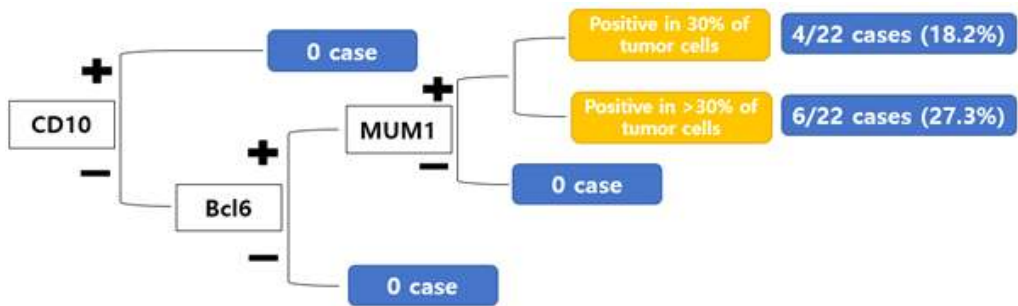 Positive in 30% of
tumor cells
4/22 cases (18.2%)
0 case
+
+
CD10
MUM1
Positive in >30% of
tumor cells
6/22 cases (27.3%)
+
−
−
0 case
Bcl6
−
0 case